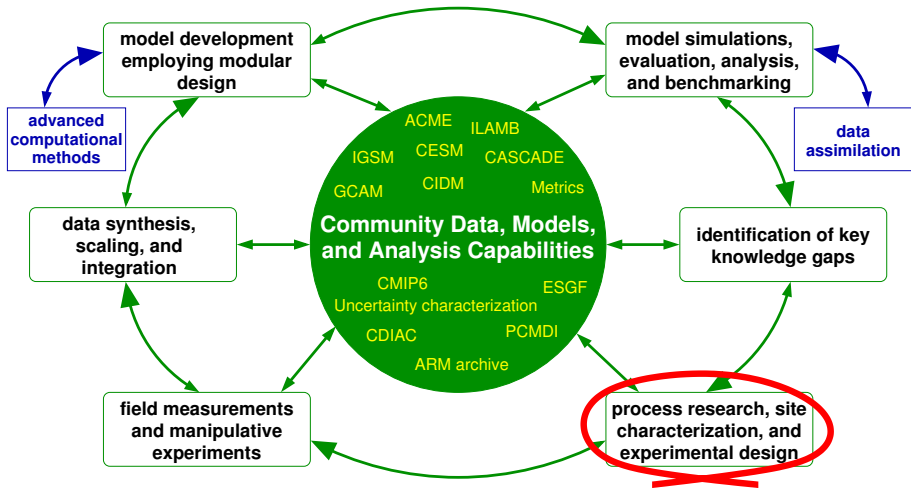 model development
employing modular
design
model simulations,
evaluation, analysis,
and benchmarking
advanced
computational
methods
data
assimilation
ACME
ILAMB
IGSM
CESM
CASCADE
GCAM
CIDM
Metrics
data synthesis,
scaling, and
integration
Community Data, Models,
and Analysis Capabilities
identification of key
knowledge gaps
CMIP6
ESGF
Uncertainty characterization
CDIAC
PCMDI
ARM archive
field measurements
and manipulative
experiments
process research, site
characterization, and
experimental design